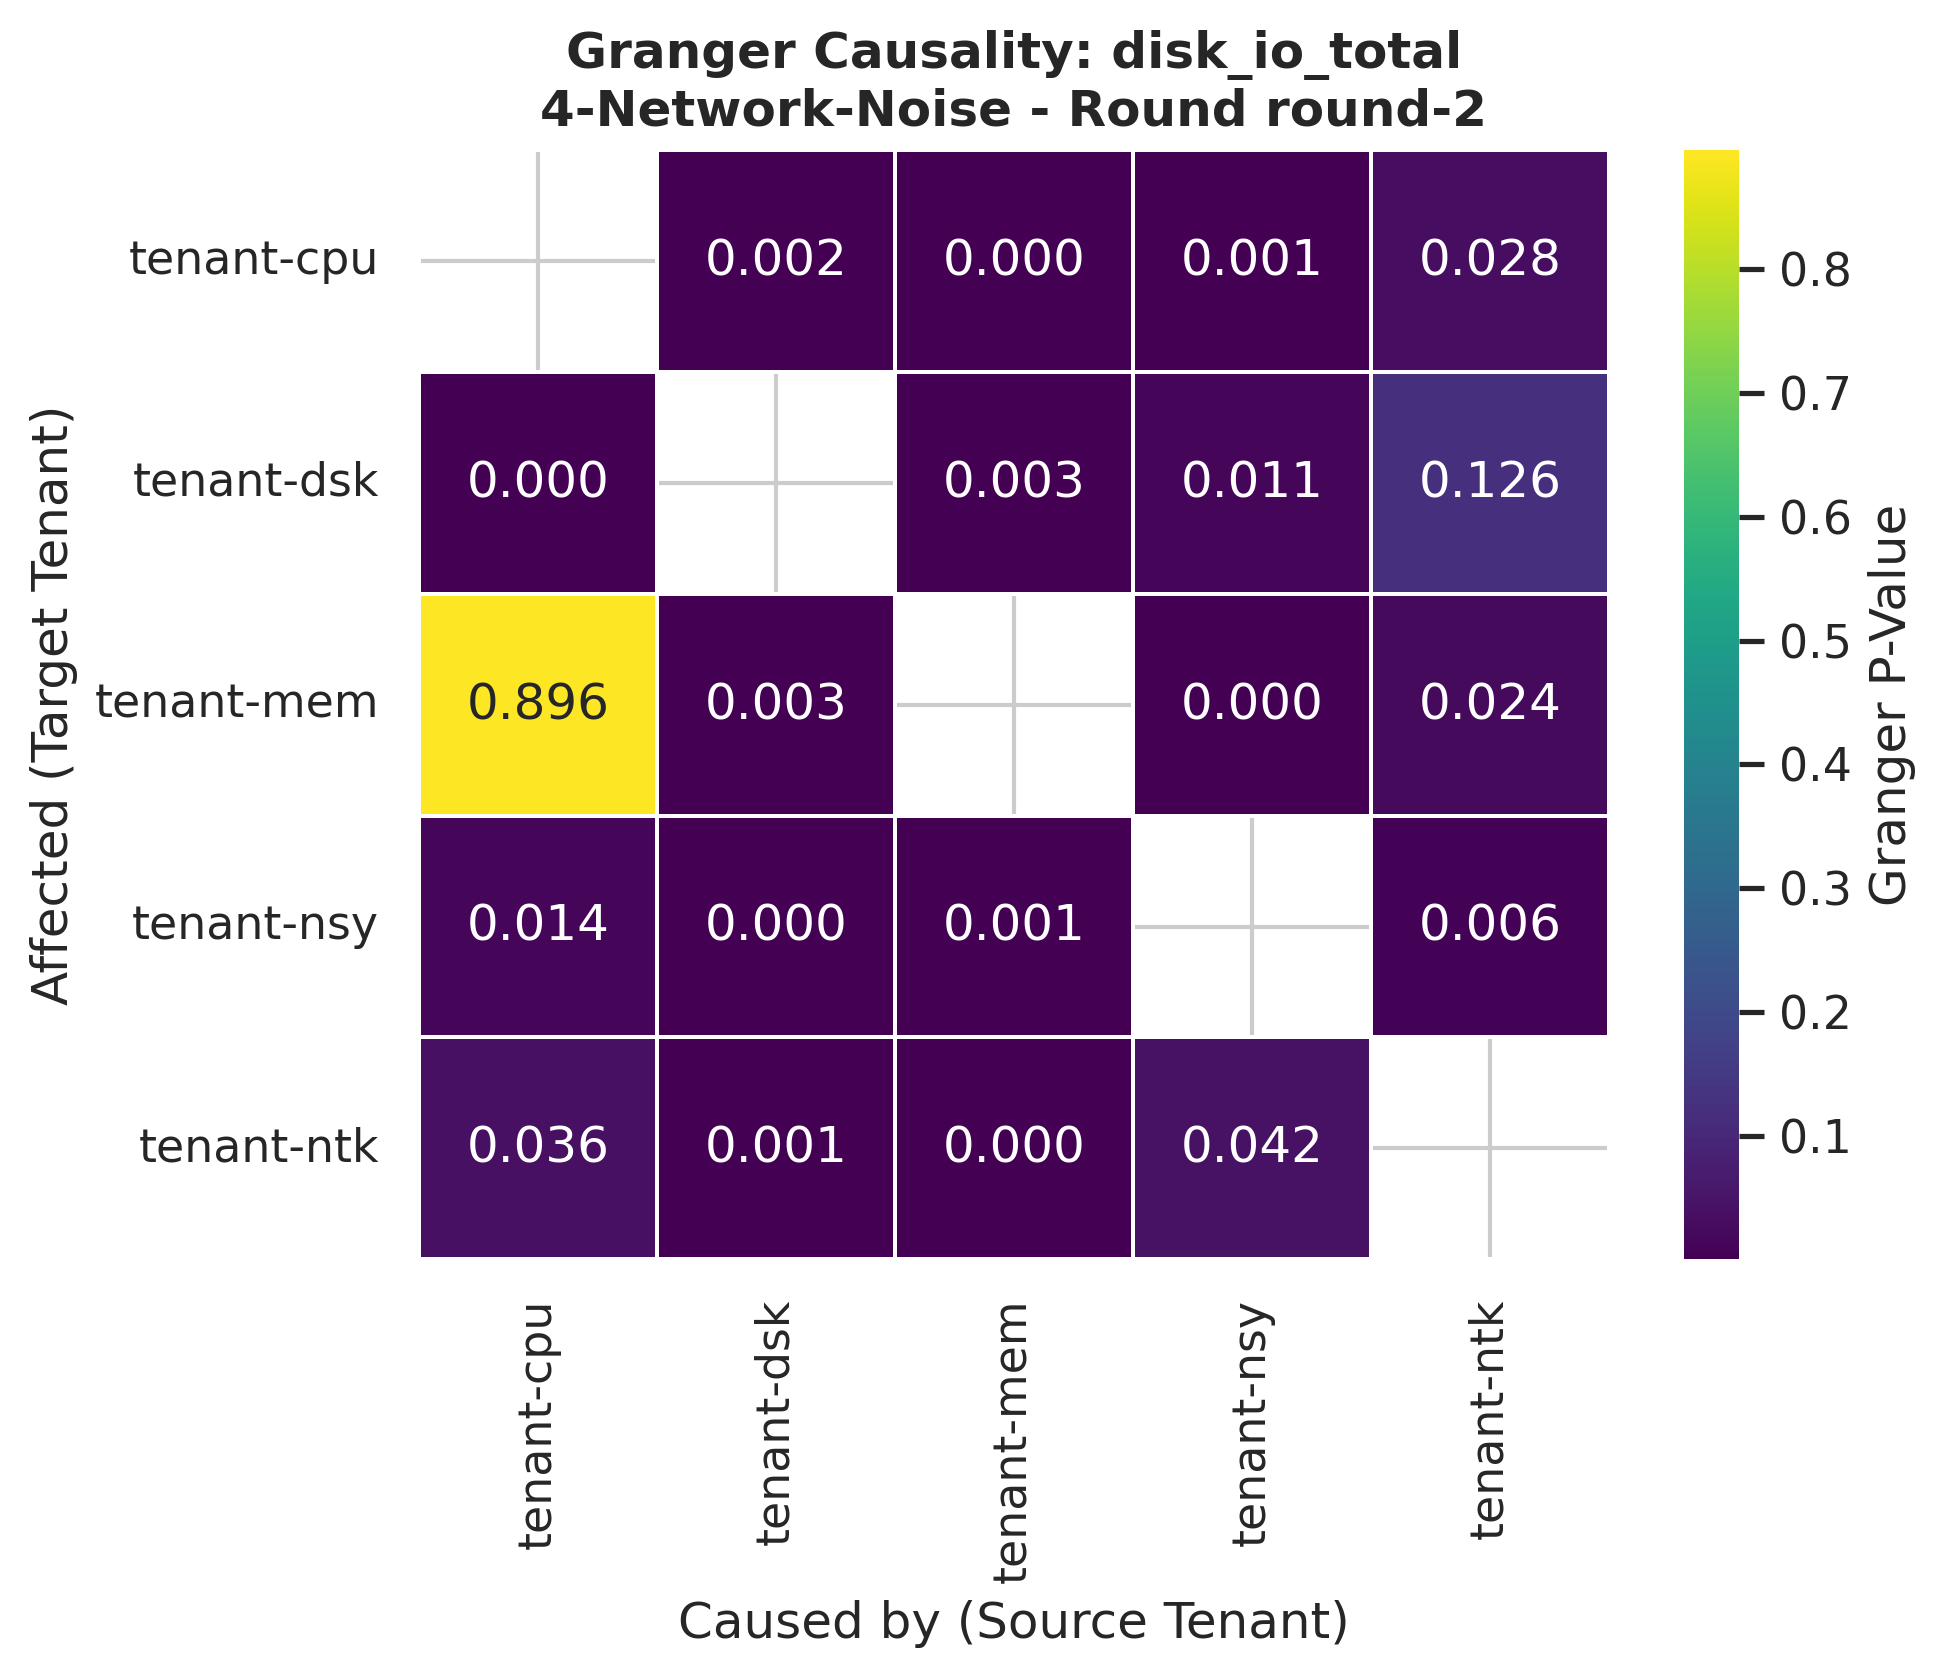 Granger Causality: disk_io_total
4-Network-Noise - Round round-2
Affected (Target Tenant)
tenant-cpu
0.002
0.000
0.001
0.028
tenant-dsk
0.000
0.003
0.011
0.126
tenant-mem
0.896
0.003
0.000
0.024
tenant-nsy
0.014
0.000
0.001
0.006
tenant-ntk
0.036
0.001
0.000
0.042
tenant-cpu
tenant-dsk
tenant-mem
tenant-nsy
tenant-ntk
Caused by (Source Tenant)
0.8
0.7
0.6
0.5
0.4
0.3
0.2
0.1
Granger P-Value